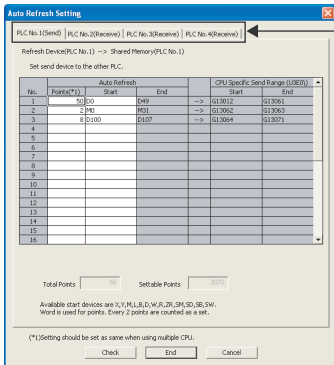 Auto Refresh Setting
PLC No.1(Send) PLC No.2(Receive) PLC No.3(Receive) PLC No.4(Receive)
Refresh Device(PLC No.1) --> Shared Memory(PLC No.1)
Set send device to the other PLC.
Auto Refresh CPU Specific Send Range (U3E0\)
No. Points(*1) Start End Start End
1 50 D0 D49 --> G13012 G13061
2 2 M0 M31 --> G13062 G13063
3 8 D100 D107 --> G13064 G13071
4
5
6
7
8
9
10
11
12
13
14
15
16
Total Points 60 Settable Points 3072
Available start devices are X,Y,M,L,B,D,W,R,ZR,SM,SD,SB,SW.
Word is used for points. Every 2 points are counted as a set.
(*1)Setting should be set as same when using multiple CPU.
Check End Cancel